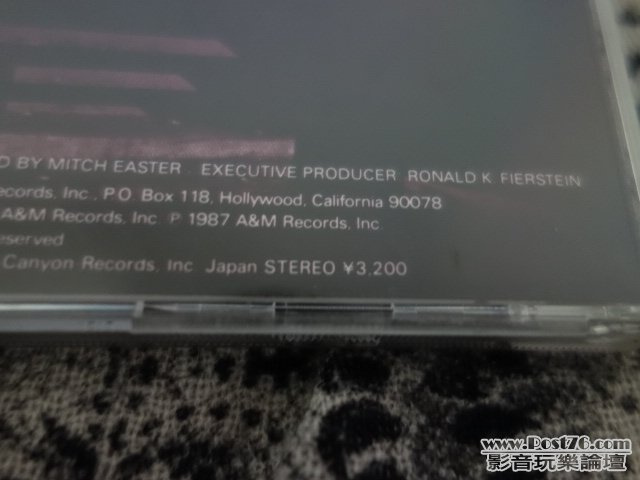 D BY MITCH EASTER . EXECUTIVE PRODUCER RONALD K. FIERSTEIN
ecords, Inc., P.O. Box 118, Hollywood, California 90078
A&M Records, Inc. ℗ 1987 A&M Records, Inc.
eserved
Canyon Records, Inc. Japan STEREO ¥3,200
www.Post76.com
影音玩樂論壇